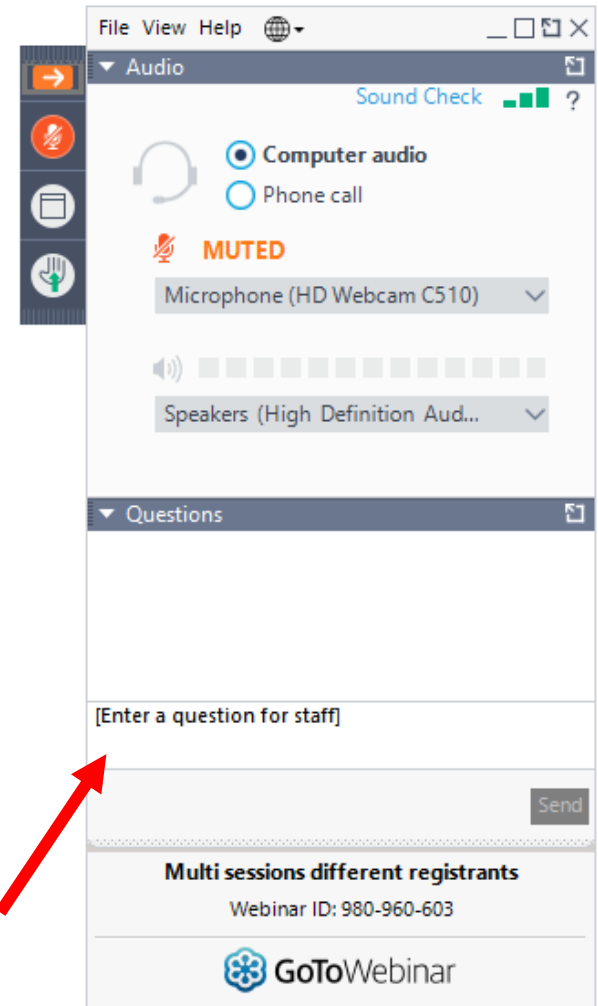 File View Help
Audio
Sound Check ?
Computer audio
Phone call
MUTED
Microphone (HD Webcam C510)
Speakers (High Definition Aud...
Questions
[Enter a question for staff]
Send
Multi sessions different registrants
Webinar ID: 980-960-603
GoToWebinar